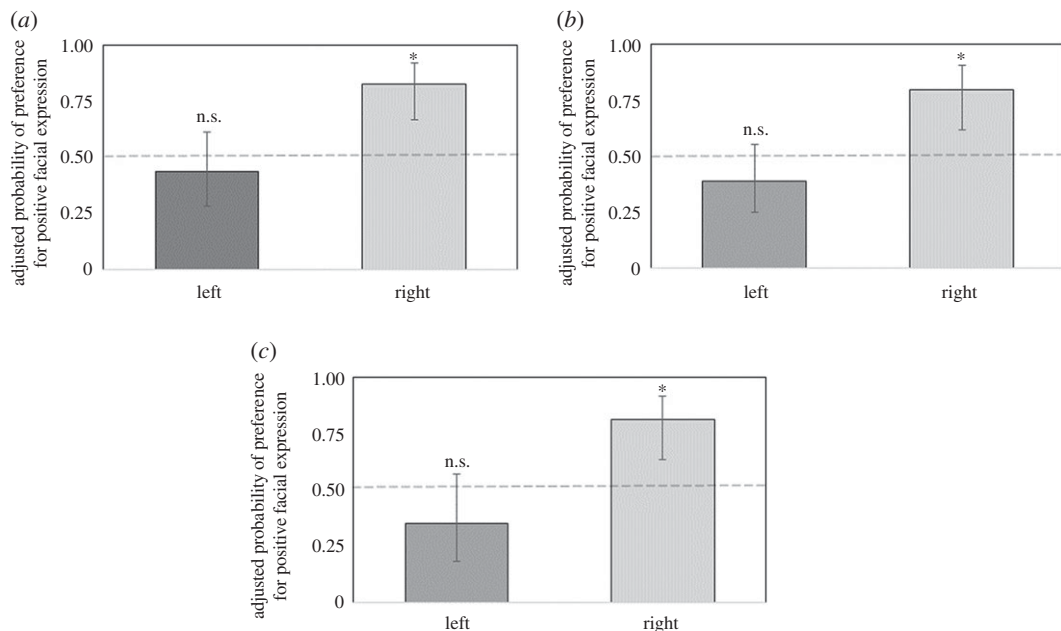 (a)
adjusted probability of preference
for positive facial expression
1.00
0.75
0.50
0.25
0
n.s.
*
left
right
(b)
adjusted probability of preference
for positive facial expression
1.00
0.75
0.50
0.25
0
n.s.
*
left
right
(c)
adjusted probability of preference
for positive facial expression
1.00
0.75
0.50
0.25
0
n.s.
*
left
right